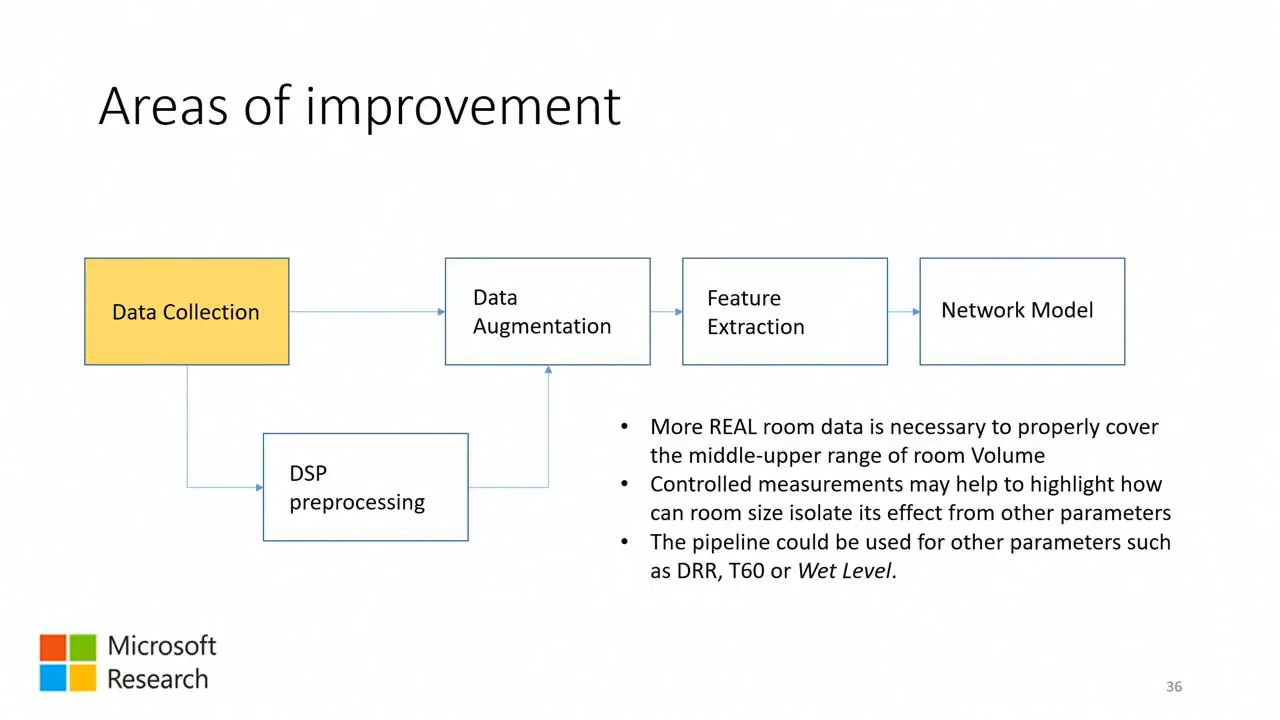 Areas of improvement
Data Collection
Data
Augmentation
Feature
Extraction
Network Model
DSP
preprocessing
• More REAL room data is necessary to properly cover
the middle-upper range of room Volume
• Controlled measurements may help to highlight how
can room size isolate its effect from other parameters
• The pipeline could be used for other parameters such
as DRR, T60 or Wet Level.
Microsoft
Research
36